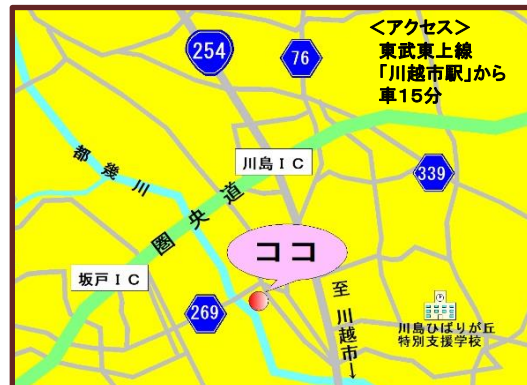 <アクセス>
東武東上線
「川越市駅」から
車15分
254
76
川島IC
339
都幾川
圏央道
ココ
坂戸IC
269
至川越市↓
川島ひばりが丘
特別支援学校